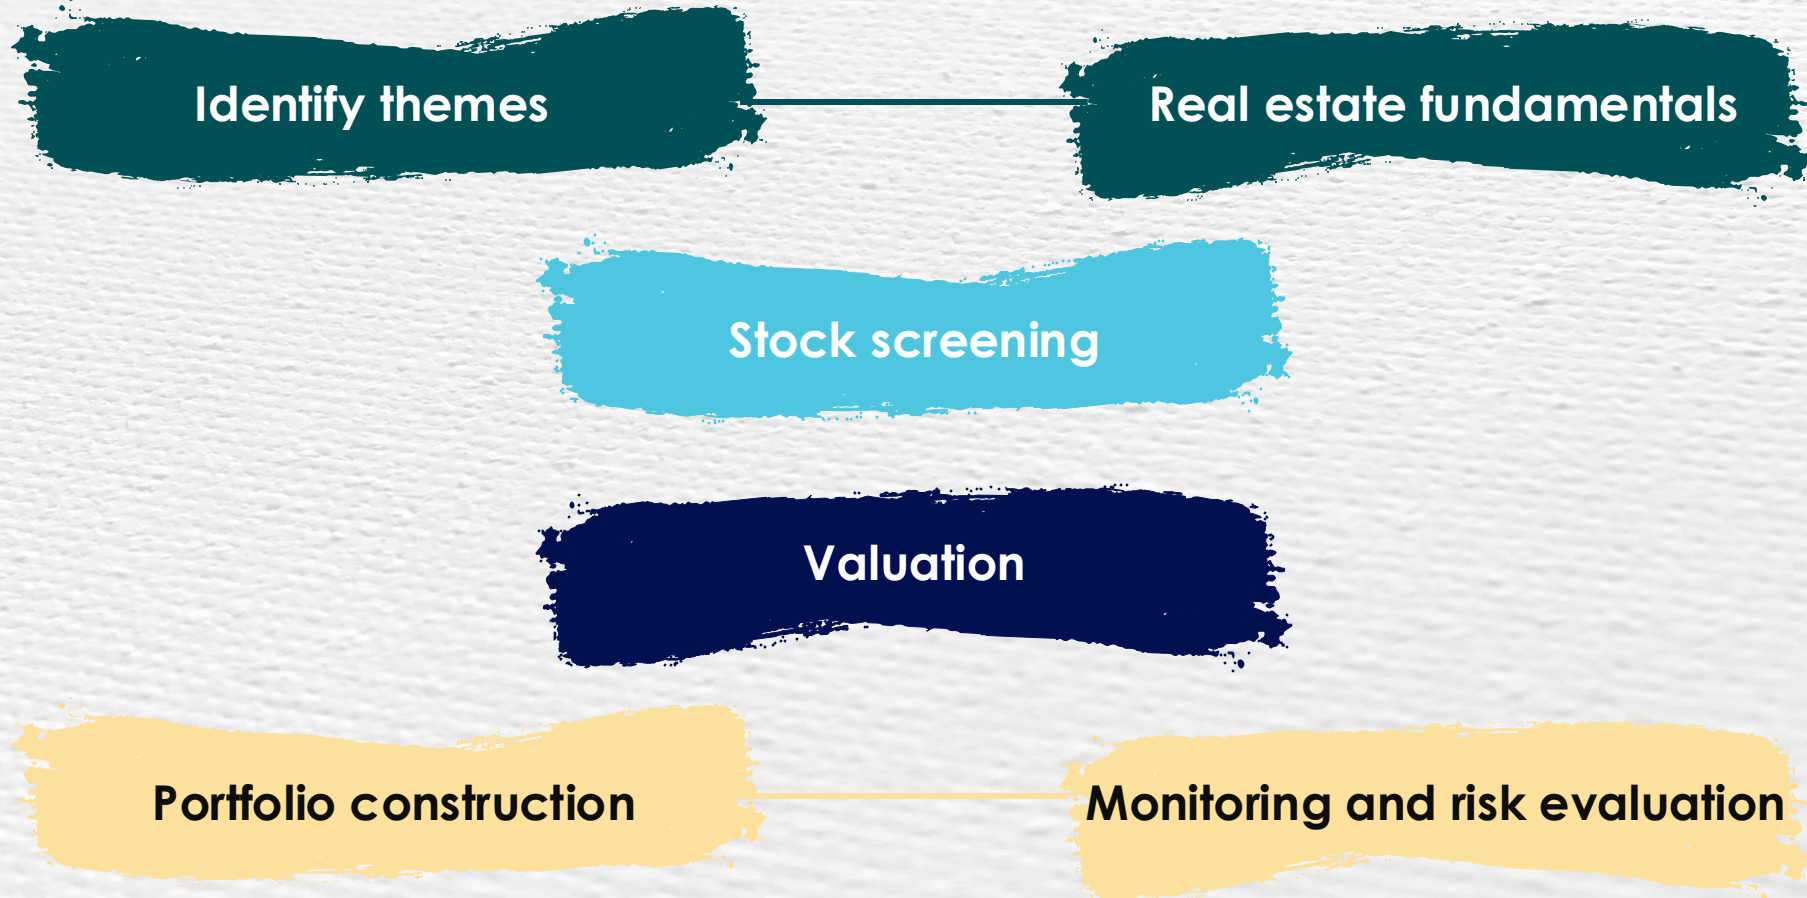 Identify themes
Real estate fundamentals
Stock screening
Valuation
Portfolio construction
Monitoring and risk evaluation